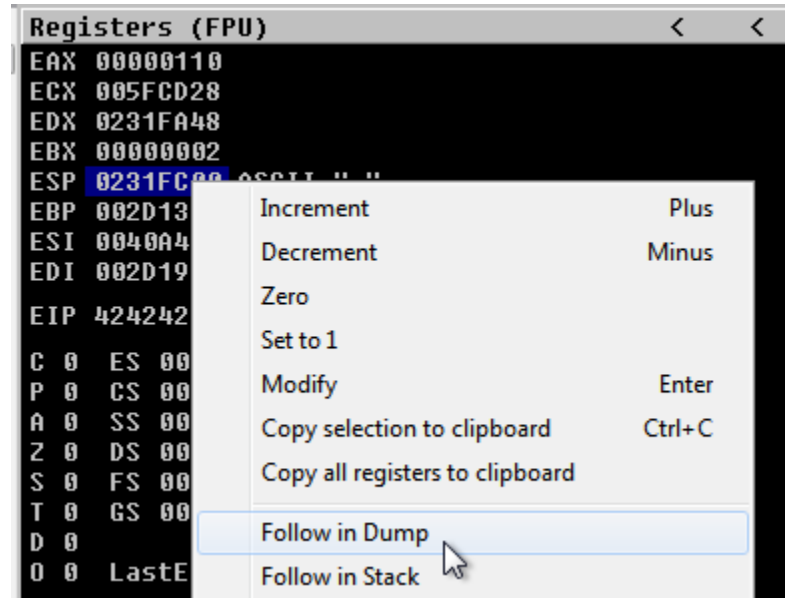 Registers (FPU) < <
EAX 00000110
ECX 005FCD28
EDX 0231FA48
EBX 00000002
ESP 0231FC00 ASCII "."
EBP 002D13
ESI 0040A4
EDI 002D19
EIP 424242
C 0 ES 00
P 0 CS 00
A 0 SS 00
Z 0 DS 00
S 0 FS 00
T 0 GS 00
D 0
O 0 LastE
Increment Plus
Decrement Minus
Zero
Set to 1
Modify Enter
Copy selection to clipboard Ctrl+C
Copy all registers to clipboard
Follow in Dump
Follow in Stack